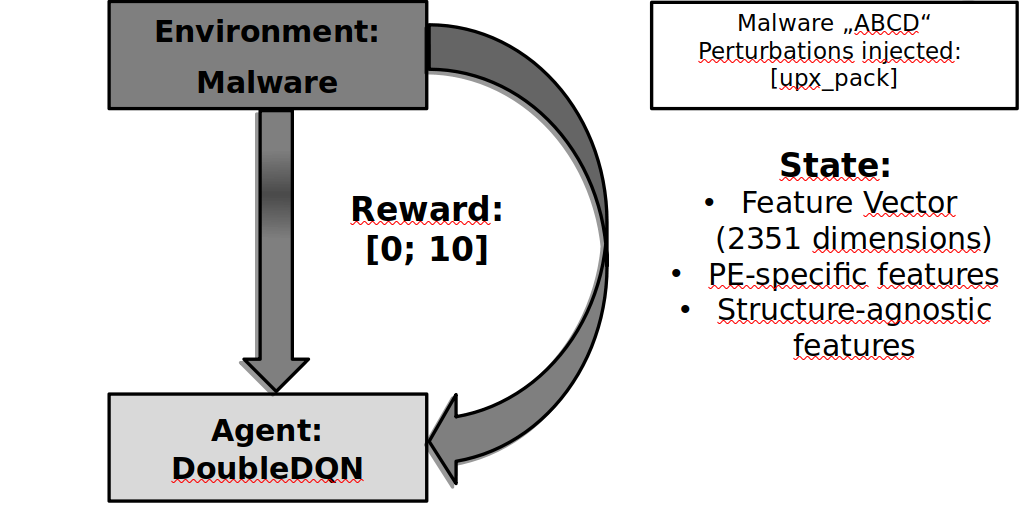 Environment:
Malware
Malware „ABCD“
Perturbations injected:
[upx_pack]
Reward:
[0; 10]
State:
• Feature Vector
(2351 dimensions)
• PE-specific features
• Structure-agnostic
features
Agent:
DoubleDQN